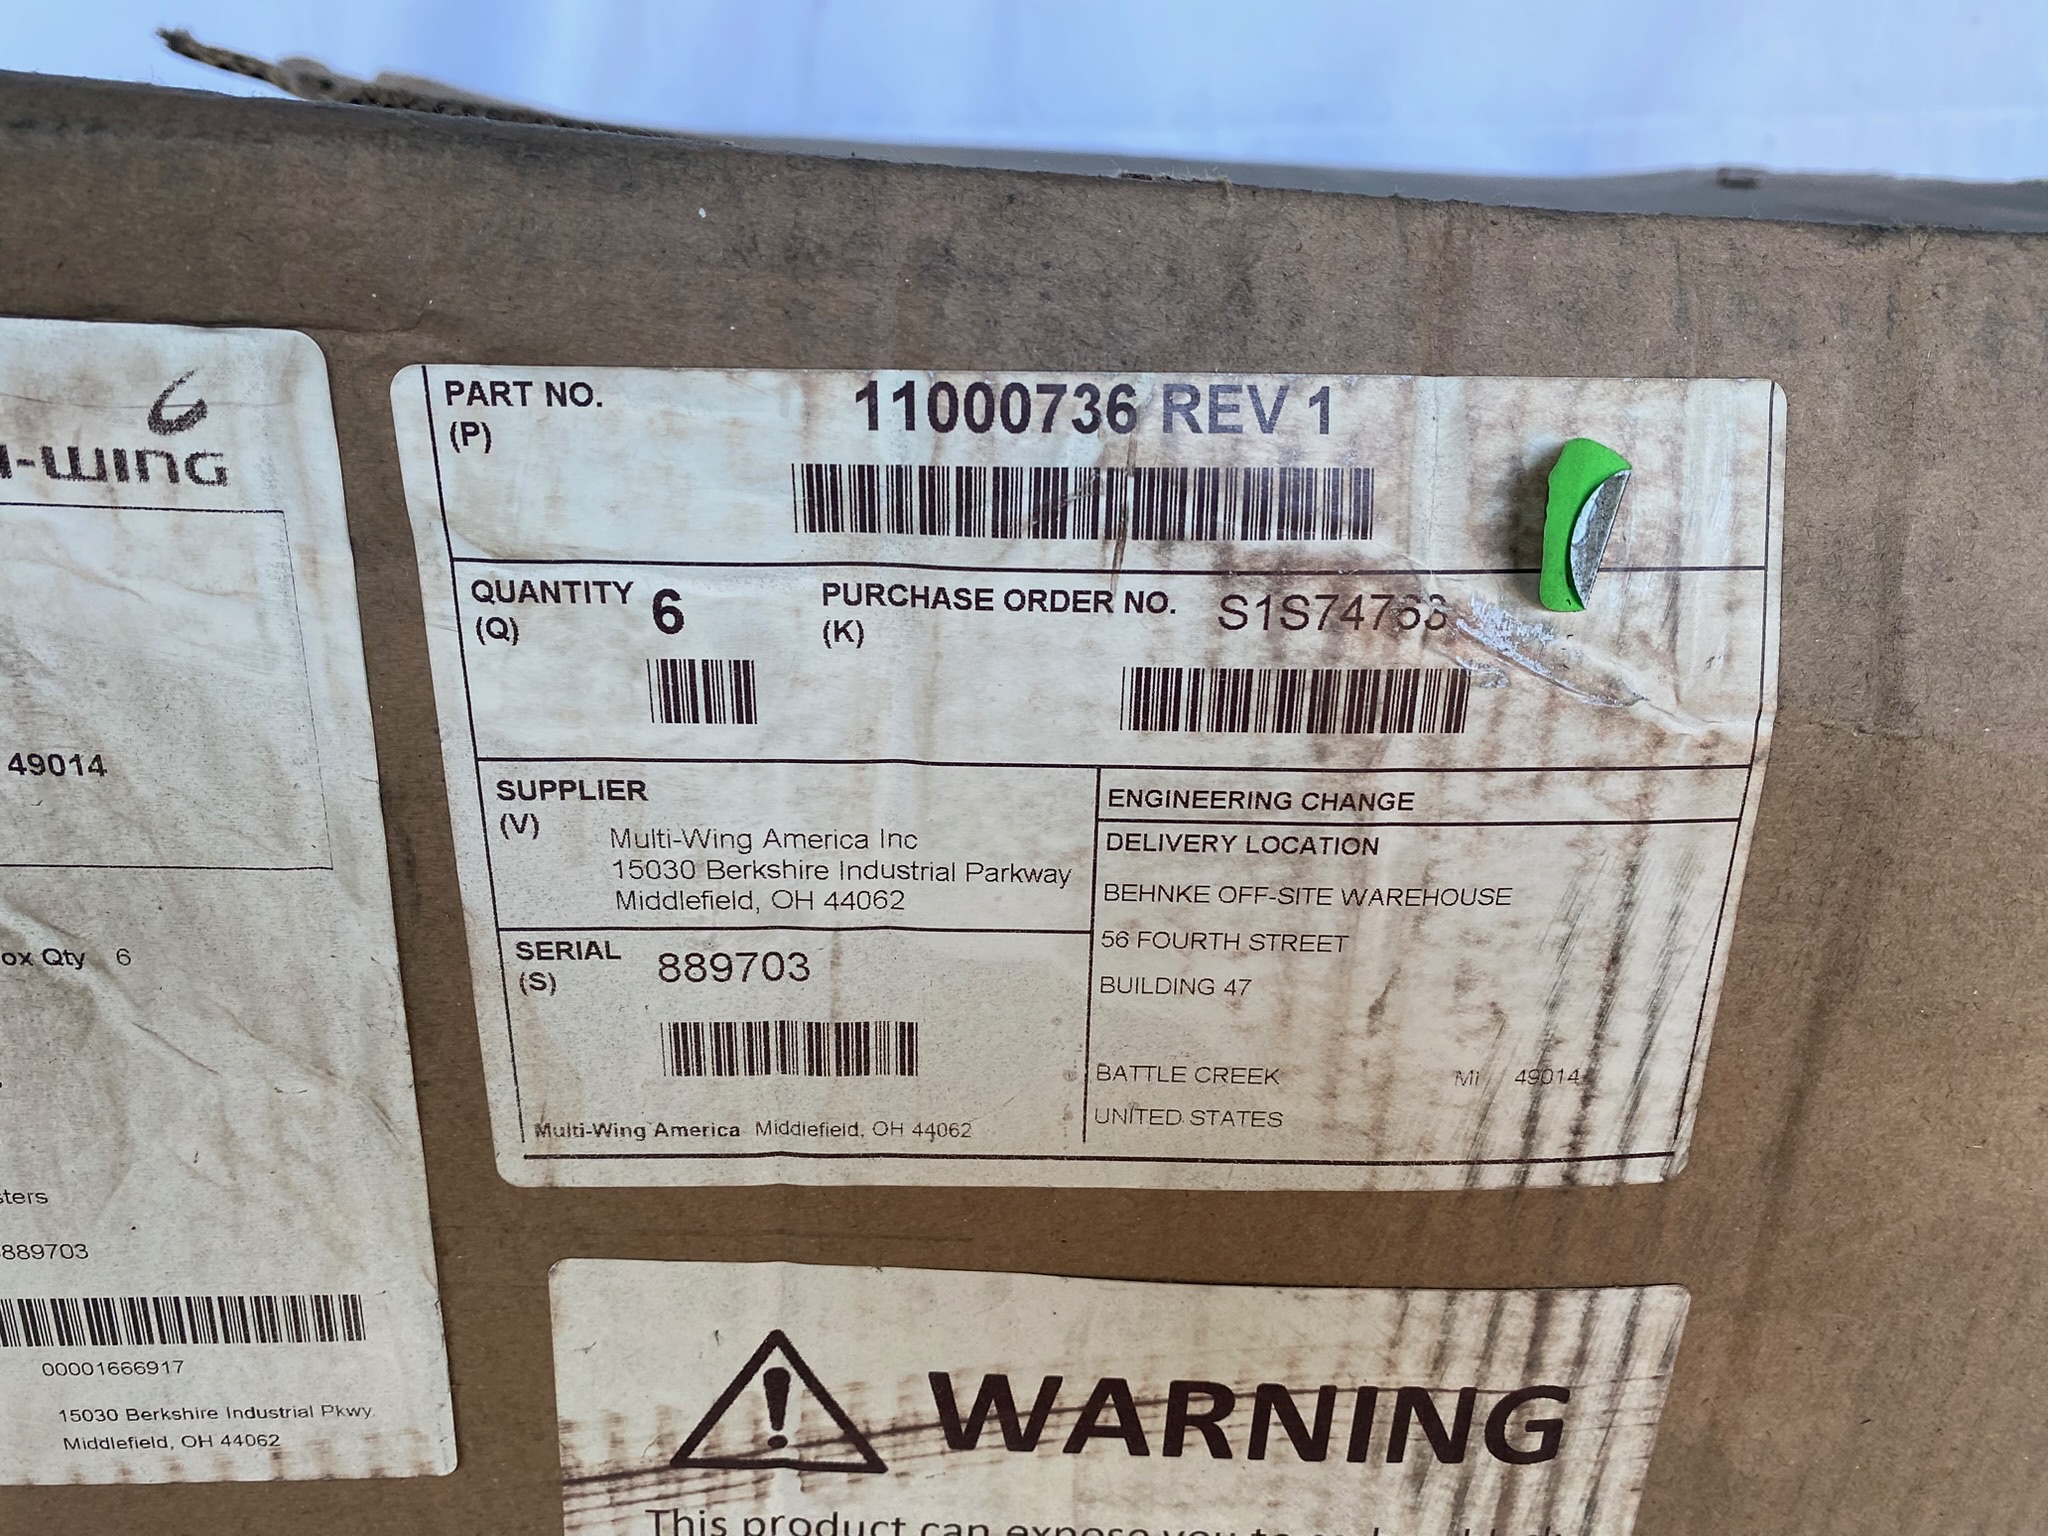 6
-wing
49014
ox Qty 6
sters
889703
00001666917
15030 Berkshire Industrial Pkwy
Middlefield, OH 44062
PART NO.
(P)
11000736 REV 1
QUANTITY
(Q)
6
PURCHASE ORDER NO.
(K)
SUPPLIER
(V)
Multi-Wing America Inc
15030 Berkshire Industrial Parkway
Middlefield, OH 44062
SERIAL
(S)
889703
Multi-Wing America Middlefield, OH 44062
ENGINEERING CHANGE
DELIVERY LOCATION
BEHNKE OFF-SITE WAREHOUSE
56 FOURTH STREET
BUILDING 47
BATTLE CREEK MI 49014
UNITED STATES
WARNING
This product can expose you to